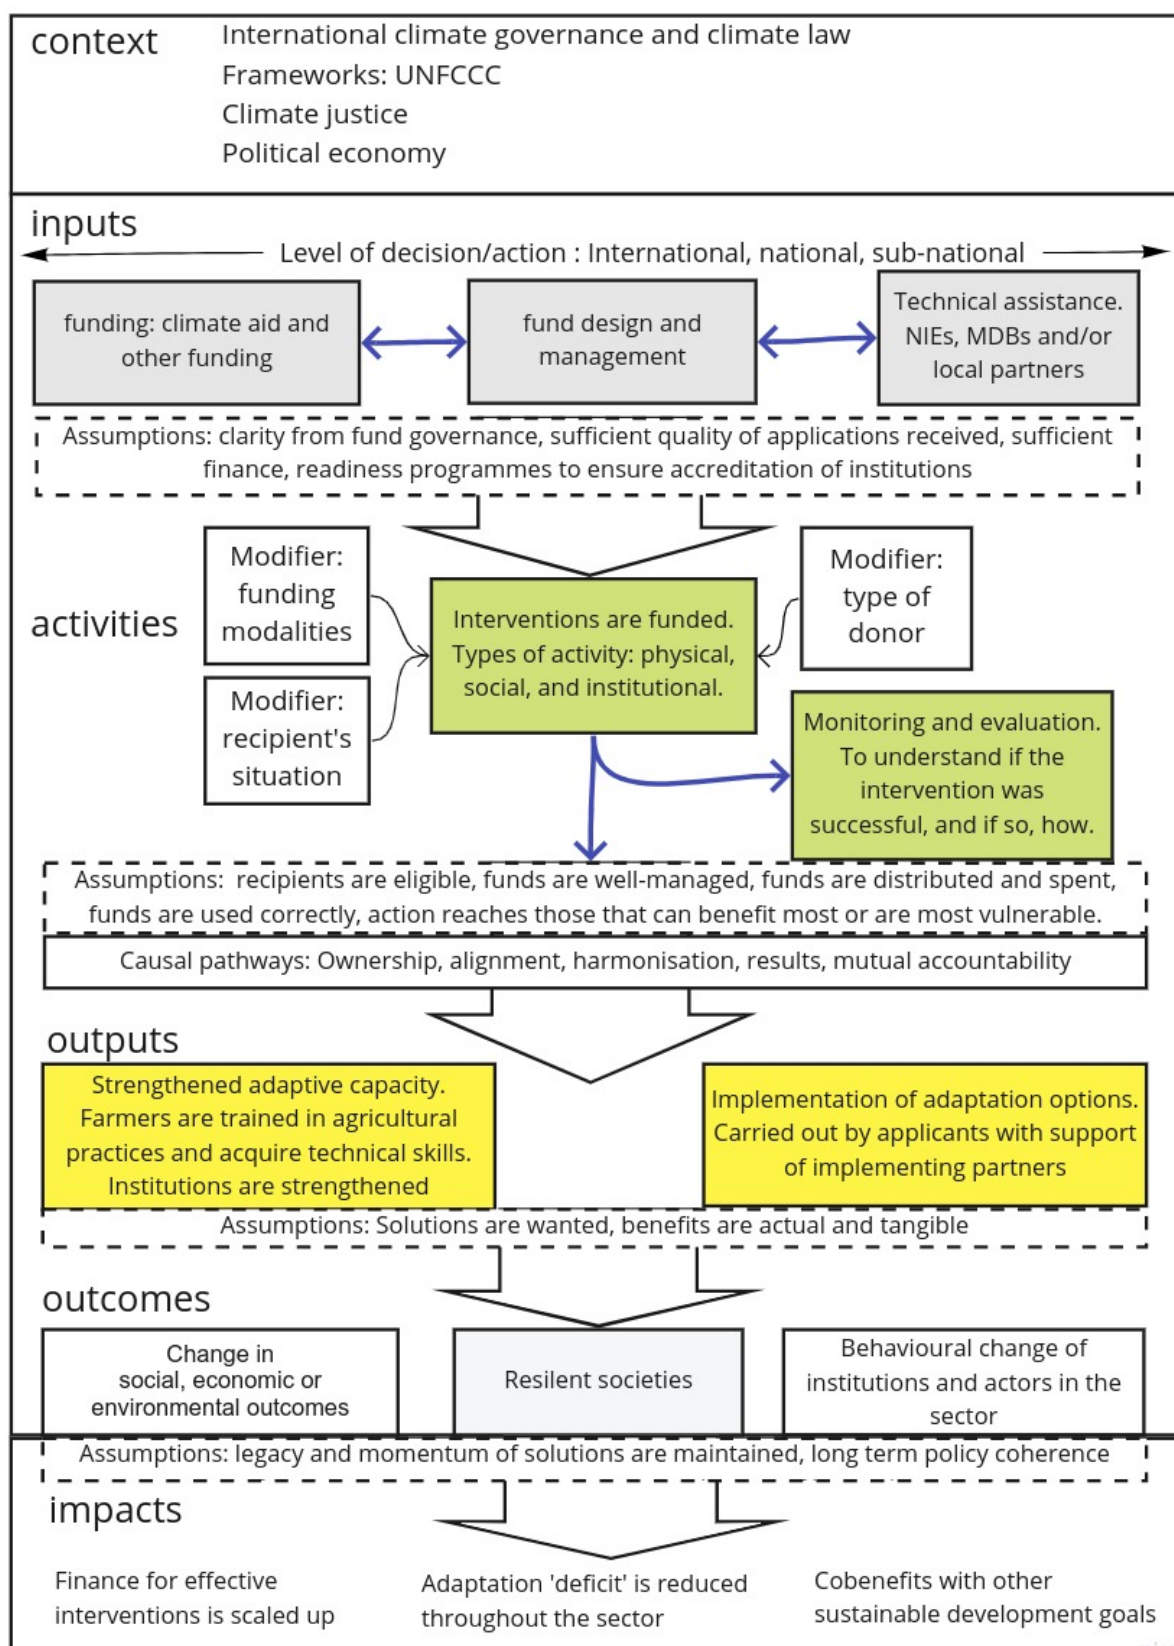 context
International climate governance and climate law
Frameworks: UNFCCC
Climate justice
Political economy
inputs
Level of decision/action : International, national, sub-national
funding: climate aid and
other funding
fund design and
management
Technical assistance.
NIEs, MDBs and/or
local partners
Assumptions: clarity from fund governance, sufficient quality of applications received, sufficient
finance, readiness programmes to ensure accreditation of institutions
activities
Modifier:
funding
modalities
Modifier:
recipient's
situation
Interventions are funded.
Types of activity: physical,
social, and institutional.
Modifier:
type of
donor
Monitoring and evaluation.
To understand if the
intervention was
successful, and if so, how.
Assumptions: recipients are eligible, funds are well-managed, funds are distributed and spent,
funds are used correctly, action reaches those that can benefit most or are most vulnerable.
Causal pathways: Ownership, alignment, harmonisation, results, mutual accountability
outputs
Strengthened adaptive capacity.
Farmers are trained in agricultural
practices and acquire technical skills.
Institutions are strengthened
Implementation of adaptation options.
Carried out by applicants with support
of implementing partners
Assumptions: Solutions are wanted, benefits are actual and tangible
outcomes
Change in
social, economic or
environmental outcomes
Resilent societies
Behavioural change of
institutions and actors in the
sector
Assumptions: legacy and momentum of solutions are maintained, long term policy coherence
impacts
Finance for effective
interventions is scaled up
Adaptation 'deficit' is reduced
throughout the sector
Cobenefits with other
sustainable development goals